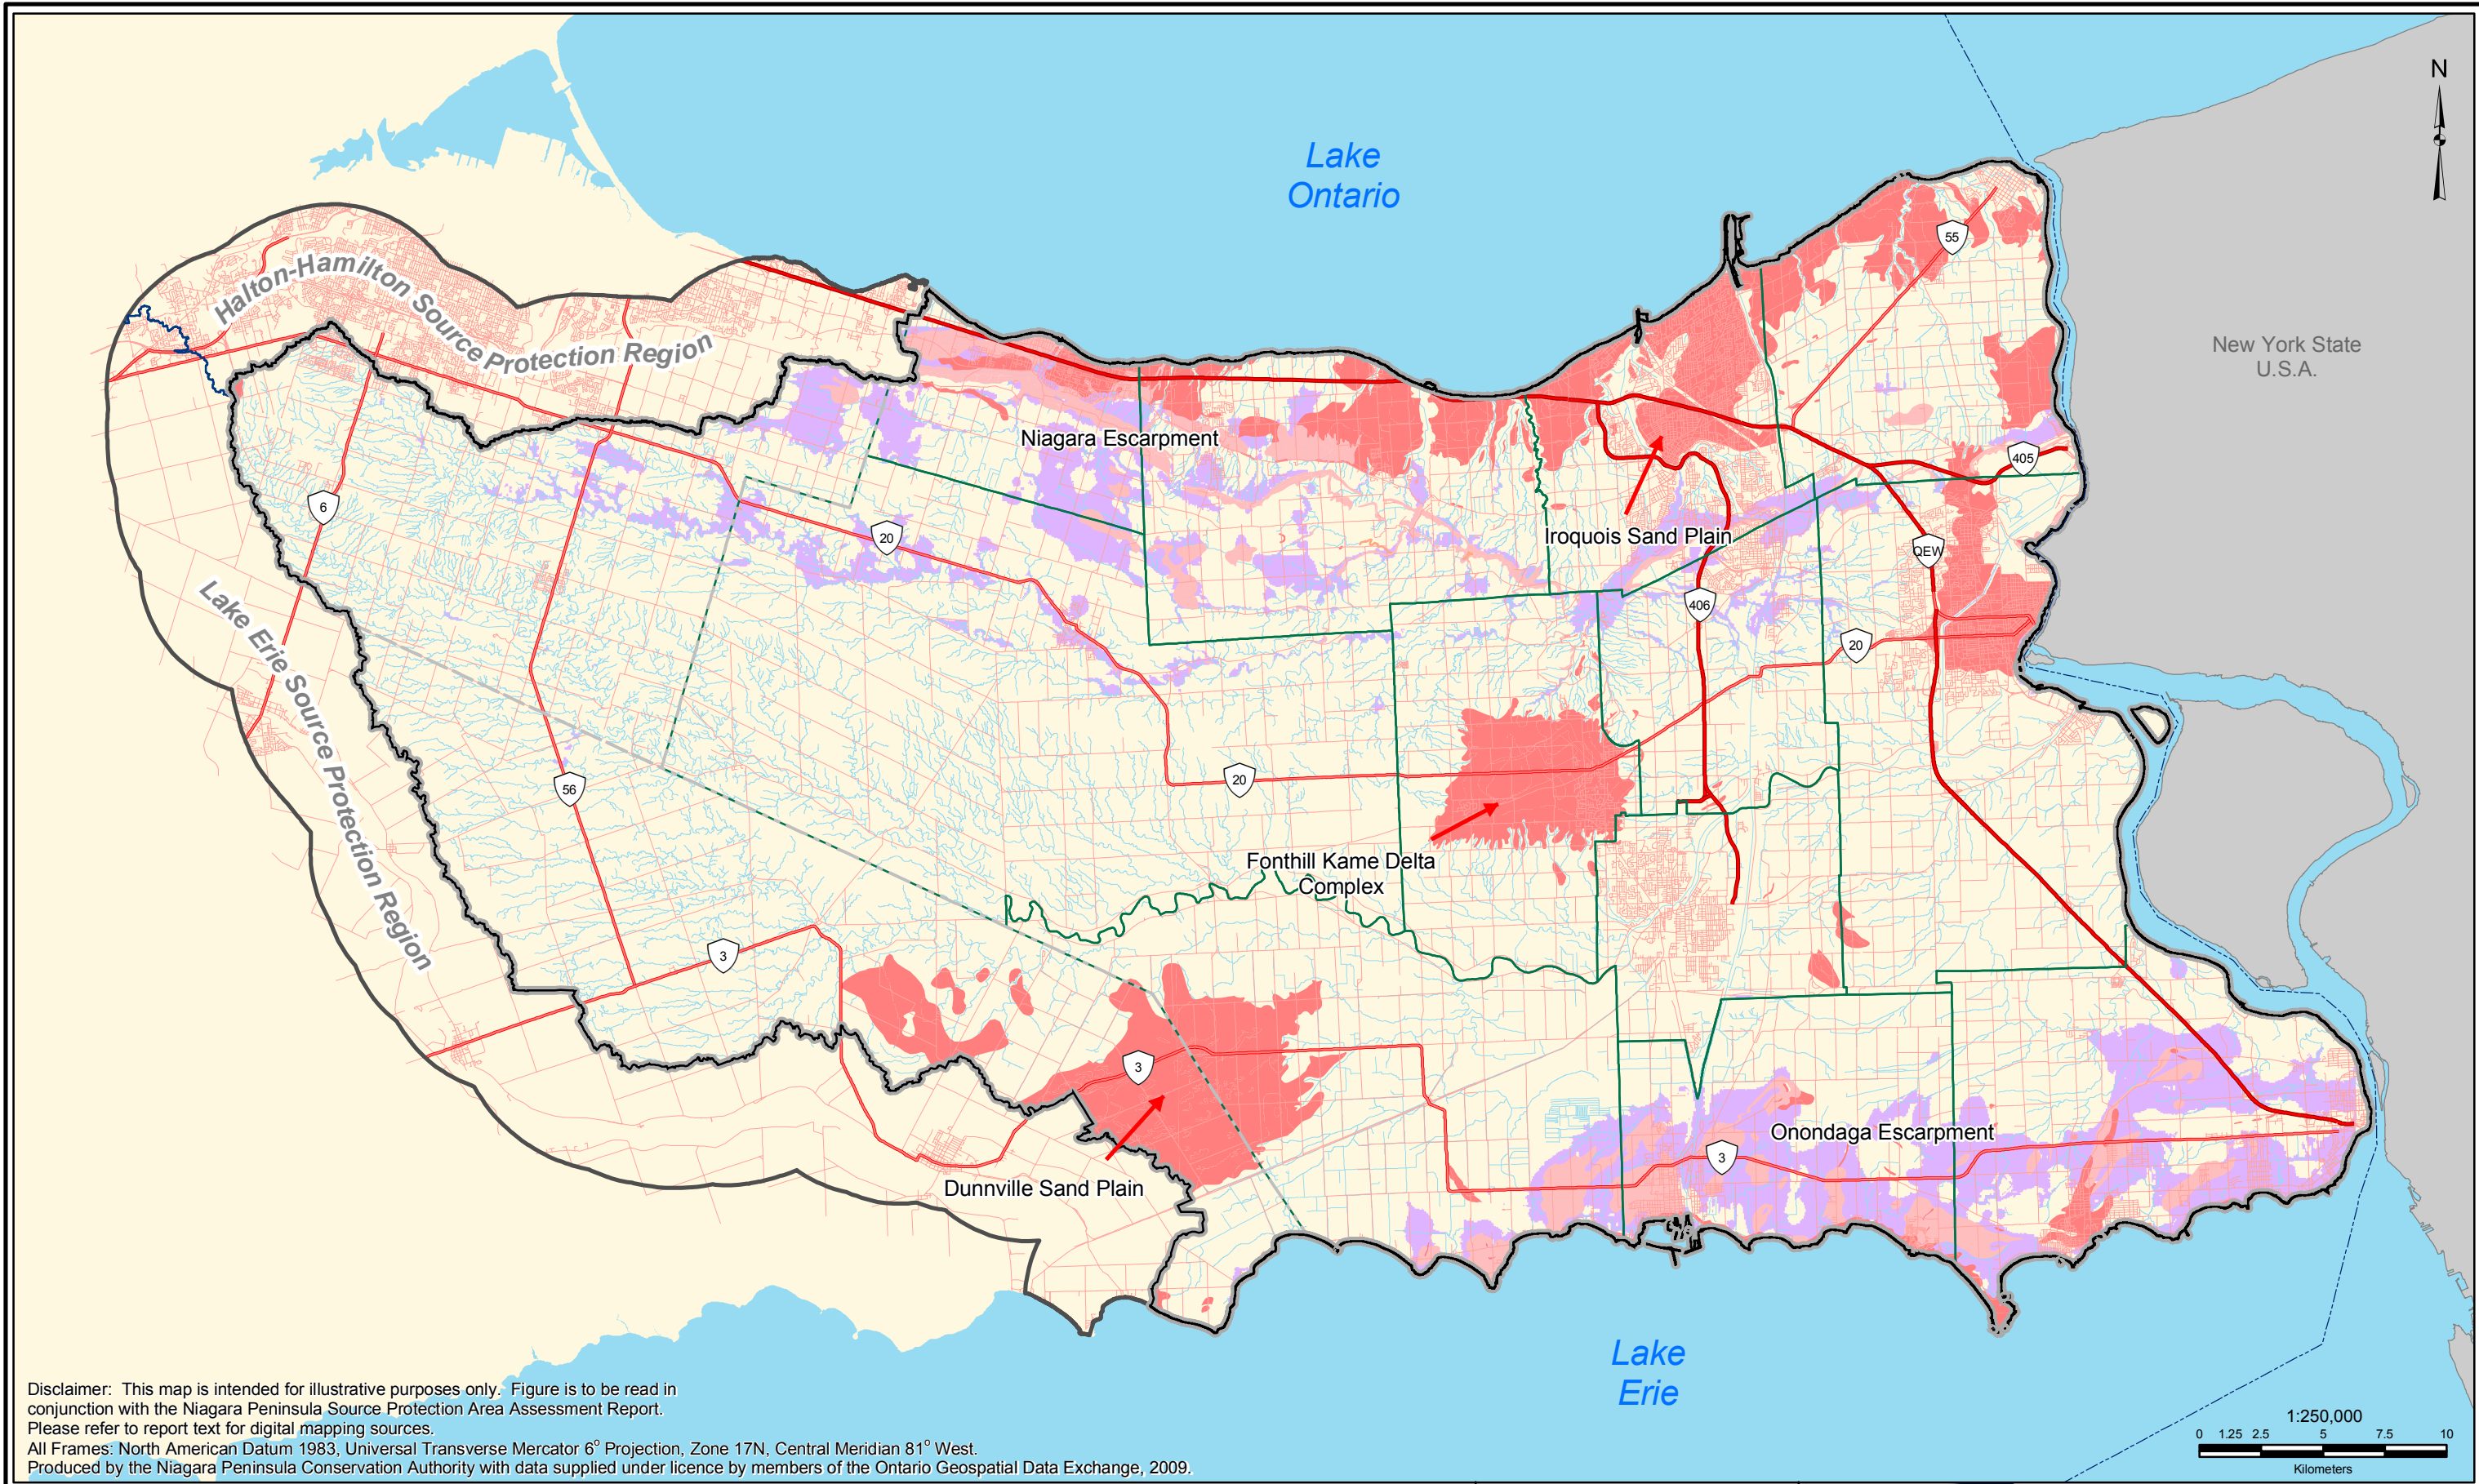 N
Lake
Ontario
55
Halton-Hamilton Source Protection Region
New York State
U.S.A.
Niagara Escarpment
405
6
20
Iroquois Sand Plain
QEW
406
Lake Erie Source Protection Region
20
56
20
Fonthill Kame Delta
Complex
3
3
Onondaga Escarpment
3
Dunnville Sand Plain
Lake
Erie
Disclaimer: This map is intended for illustrative purposes only. Figure is to be read in
conjunction with the Niagara Peninsula Source Protection Area Assessment Report.
Please refer to report text for digital mapping sources.
All Frames: North American Datum 1983, Universal Transverse Mercator 6° Projection, Zone 17N, Central Meridian 81° West.
Produced by the Niagara Peninsula Conservation Authority with data supplied under licence by members of the Ontario Geospatial Data Exchange, 2009.
1:250,000
0 1.25 2.5 5 7.5 10
Kilometers